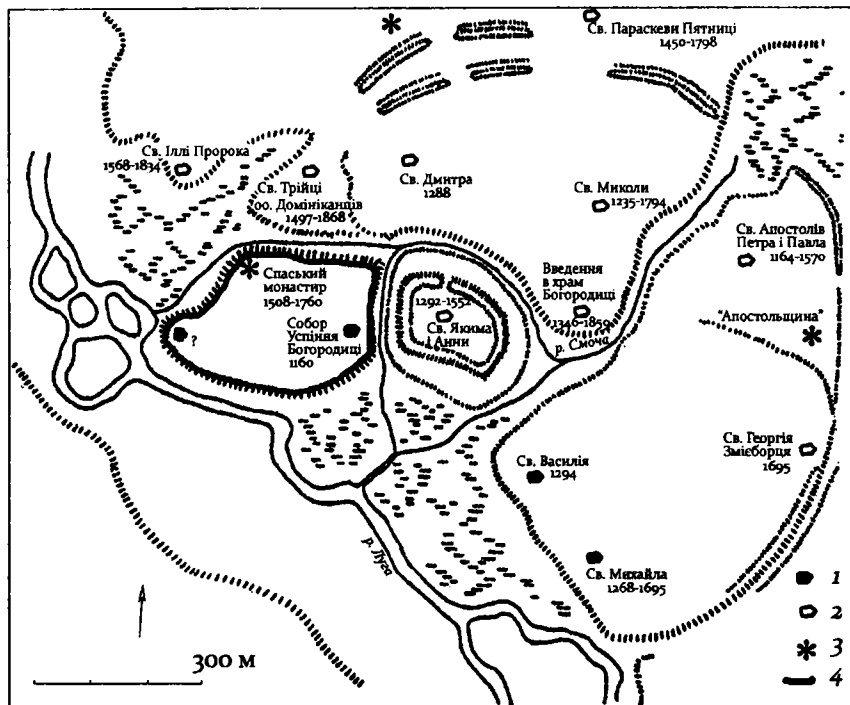 Св. Параскеви Пятниці
1450-1798
Св. Іллі Пророка
1568-1834
Св. Трійці
оо. Домініканців
1497-1868
Св. Дмитра
1288
Св. Миколи
1235-1794
Св. Апостолів
Петра і Павла
1164-1570
Спаський
монастир
1508-1760
?
Собор
Успіння
Богородиці
1160
1292-1552
Св. Якима
і Анни
Введення
в храм
Богородиці
1346-1859
р. Смоча
"Апостольщина"
Св. Василія
1294
Св. Георгія
Змієборця
1695
Св. Михайла
1268-1695
р. Луга
300 м
1
2
3
4